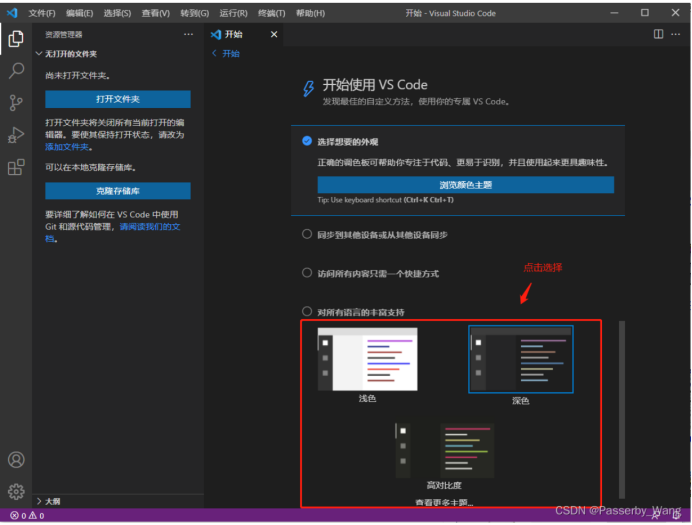 文件(F) 编辑(E) 选择(S) 查看(V) 转到(G) 运行(R) 终端(T) 帮助(H) 开始 - Visual Studio Code
资源管理器
开始
无打开的文件夹
开始
尚未打开文件夹。
打开文件夹
打开文件夹将关闭所有当前打开的编
辑器。要使其保持打开状态，请改为
添加文件夹。
可以在本地克隆存储库。
克隆存储库
要详细了解如何在 VS Code 中使用
Git 和源代码管理，请阅读我们的文
档。
大纲
开始使用 VS Code
发现最佳的自定义方法，使用你的专属 VS Code。
选择想要的外观
正确的调色板可帮助你专注于代码、更易于识别，并且使用起来更具趣味性。
浏览颜色主题
Tip: Use keyboard shortcut (Ctrl+K Ctrl+T)
同步到其他设备或从其他设备同步
访问所有内容只需一个快捷方式
点击选择
对所有语言的丰富支持
浅色
深色
高对比度
查看更多主题...
0 0
CSDN @Passerby_Wang